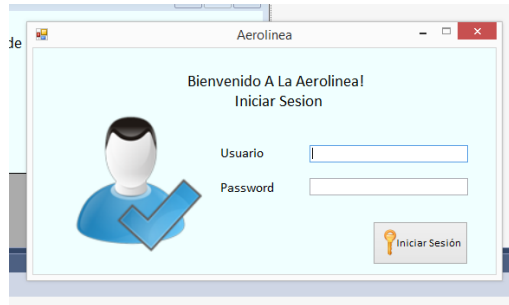 de
Aerolinea
Bienvenido A La Aerolinea!
Iniciar Sesion
Usuario
Password
Iniciar Sesión